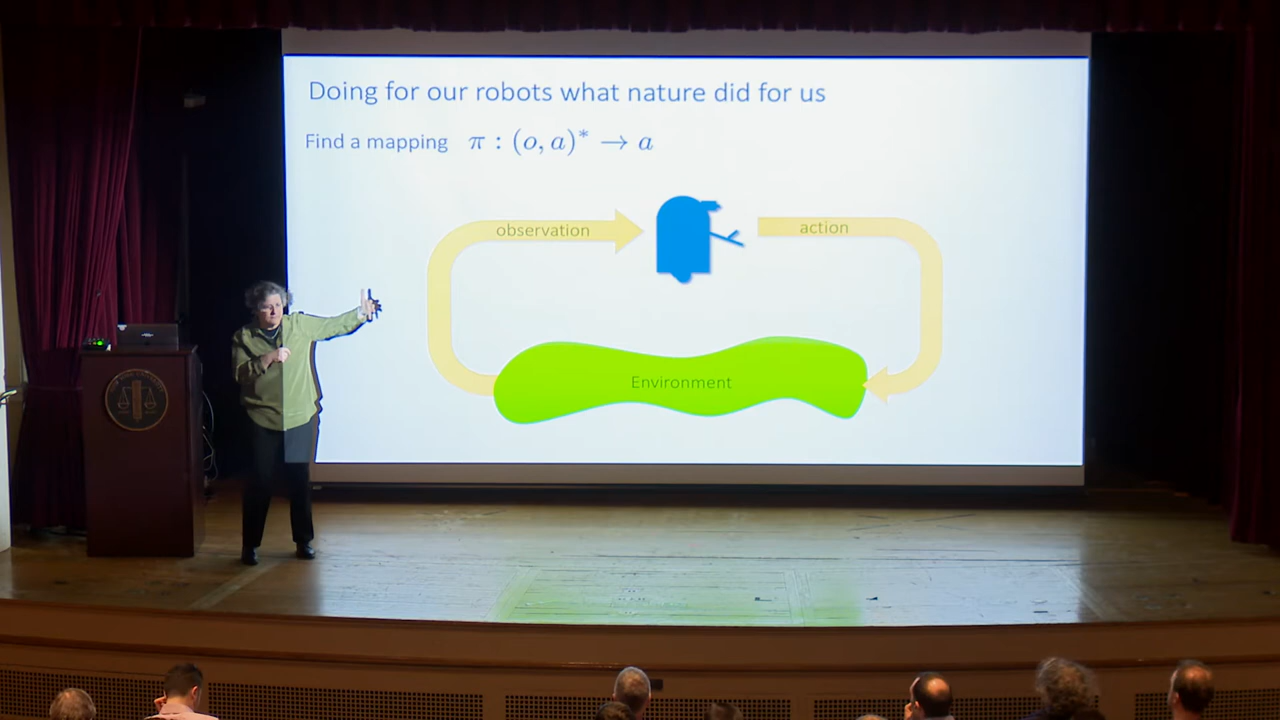 Doing for our robots what nature did for us
Find a mapping π : (o, a)* → a
observation
action
Environment